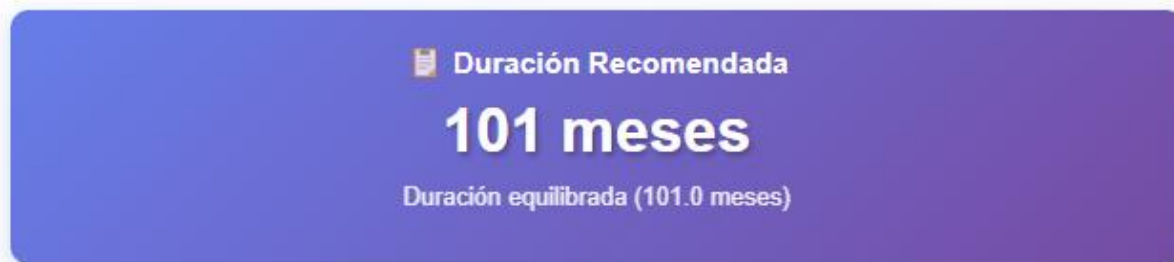 Duración Recomendada
101 meses
Duración equilibrada (101.0 meses)